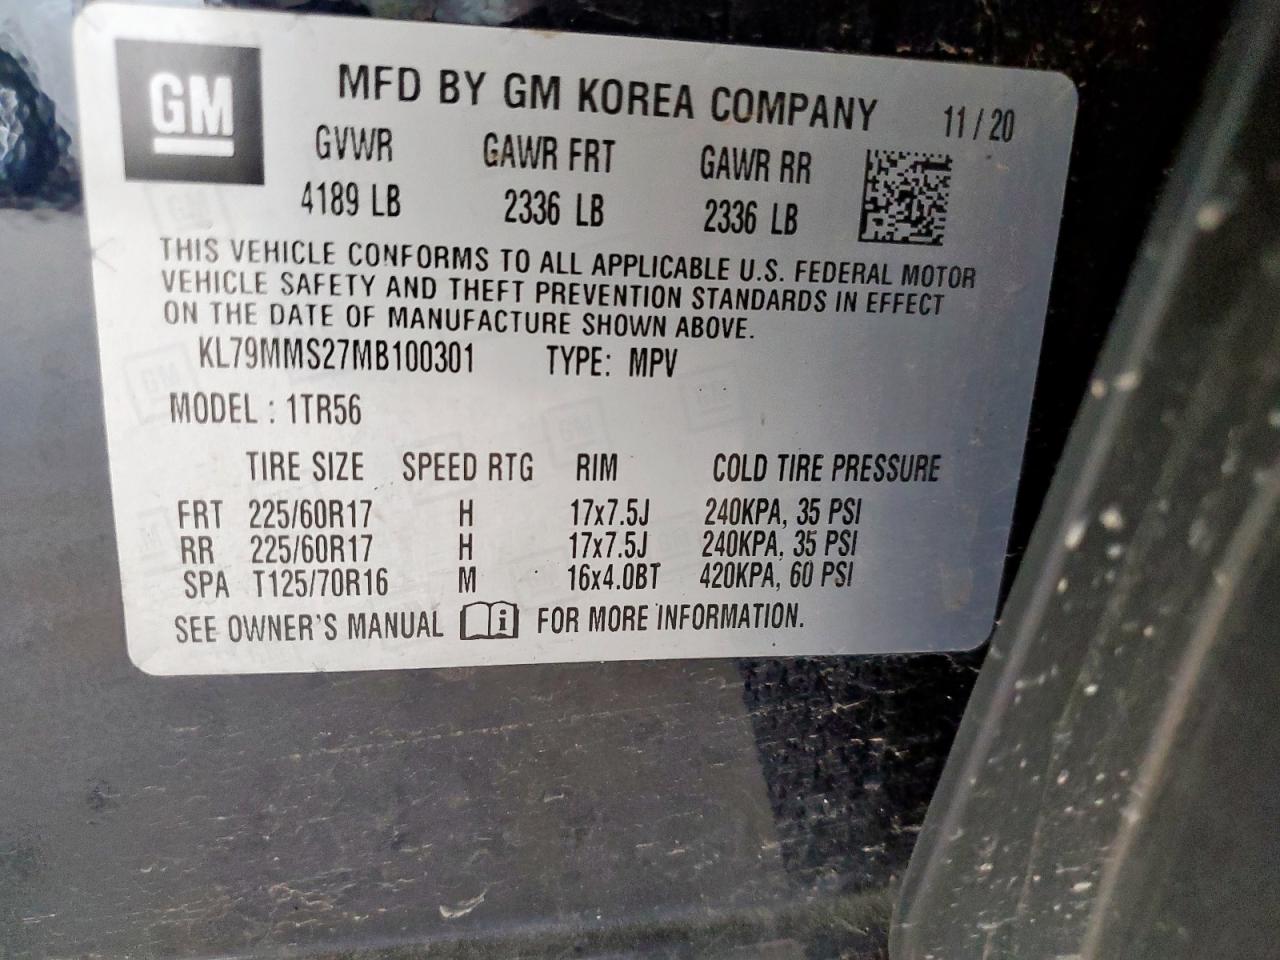 GM
MFD BY GM KOREA COMPANY 11/20
GVWR GAWR FRT GAWR RR
4189 LB 2336 LB 2336 LB
THIS VEHICLE CONFORMS TO ALL APPLICABLE U.S. FEDERAL MOTOR
VEHICLE SAFETY AND THEFT PREVENTION STANDARDS IN EFFECT
ON THE DATE OF MANUFACTURE SHOWN ABOVE.
KL79MMS27MB100301 TYPE: MPV
MODEL : 1TR56
TIRE SIZE SPEED RTG RIM COLD TIRE PRESSURE
FRT 225/60R17 H 17x7.5J 240KPA, 35 PSI
RR 225/60R17 H 17x7.5J 240KPA, 35 PSI
SPA T125/70R16 M 16x4.0BT 420KPA, 60 PSI
SEE OWNER'S MANUAL i FOR MORE INFORMATION.